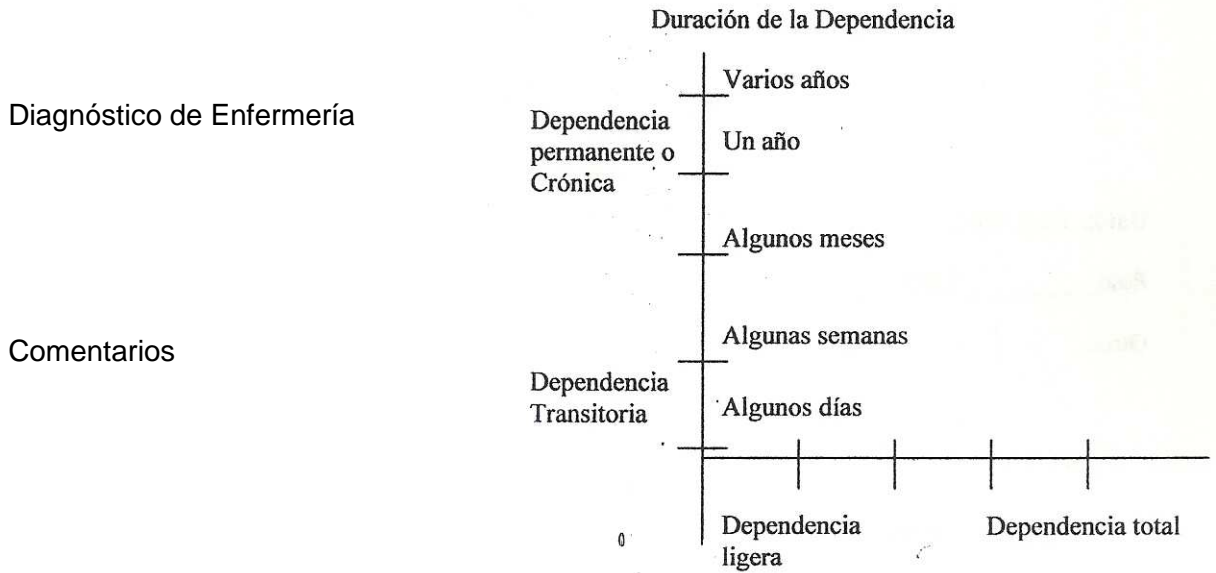 Duración de la Dependencia
Varios años
Diagnóstico de Enfermería
Dependencia
permanente o
Crónica
Un año
Algunos meses
Algunas semanas
Comentarios
Dependencia
Transitoria
Algunos días
0
Dependencia
ligera
Dependencia total